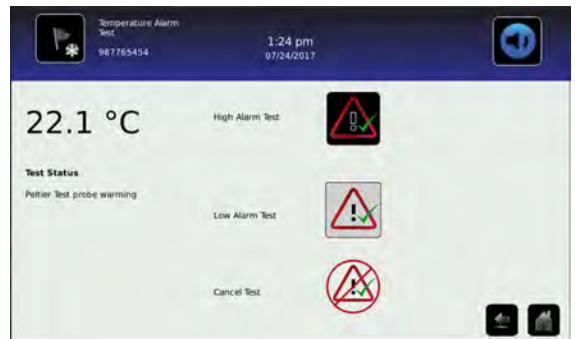 Temperature Alarm
Test
987765454
1:24 pm
07/24/2017
22.1 °C
High Alarm Test
Test Status
Peltier Test probe warming
Low Alarm Test
Cancel Test